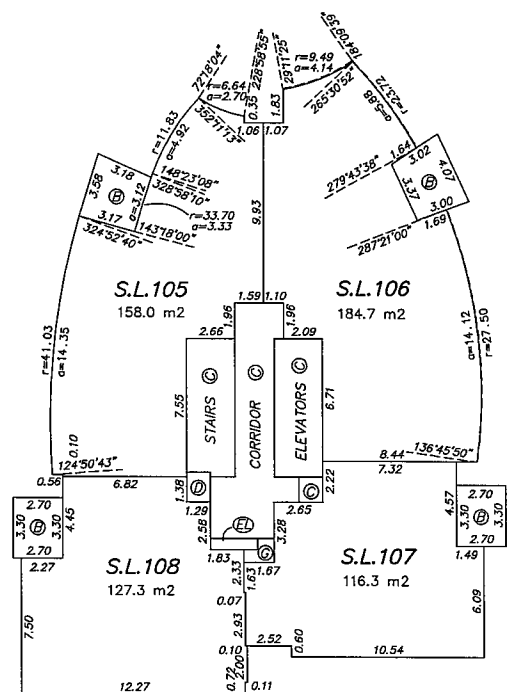 184°09'39"
72°18'04"
228°58'55"
29°11'25"
r=9.49
a=4.14
r=6.64
a=2.70
0.35
1.83
265°30'52"
352°11'13"
1.06
1.07
r=23.72
a=5.88
r=11.83
a=4.92
3.18
3.58
B
3.17
a=3.12
148°23'08"
328°58'10"
r=33.70
a=3.33
143°18'00"
324°52'40"
9.93
279°43'38"
1.64
3.02
4.07
3.37
B
3.00
1.69
287°21'00"
S.L.105
158.0 m2
S.L.106
184.7 m2
1.59
1.10
1.96
1.96
2.66
2.09
r=41.03
a=14.35
a=14.12
r=27.50
7.55
STAIRS C
CORRIDOR C
ELEVATORS C
6.71
0.10
124°50'43"
0.56
6.82
136°45'50"
8.44
7.32
1.38
D
1.29
C
2.22
2.65
2.70
3.30
B
3.30
2.70
4.45
2.27
2.58
EL
1.83
G
3.28
1.67
4.57
2.70
3.30
B
3.30
2.70
1.49
S.L.108
127.3 m2
S.L.107
116.3 m2
2.33
1.63
0.07
2.93
7.50
6.09
2.52
0.60
10.54
0.10
2.00
0.72
0.11
12.27